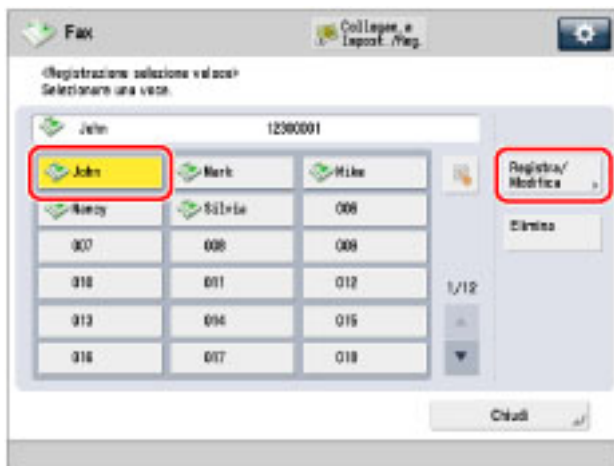 Fax
Collegam. a
Impost./Reg.
<Registrazione selezione veloce>
Selezionare una voce.
John 12300001
John Mark Mike
Registra/
Modifica
Nancy Silvia 006
Elimina
007 008 009
010 011 012
1/12
013 014 015
016 017 018
Chiudi